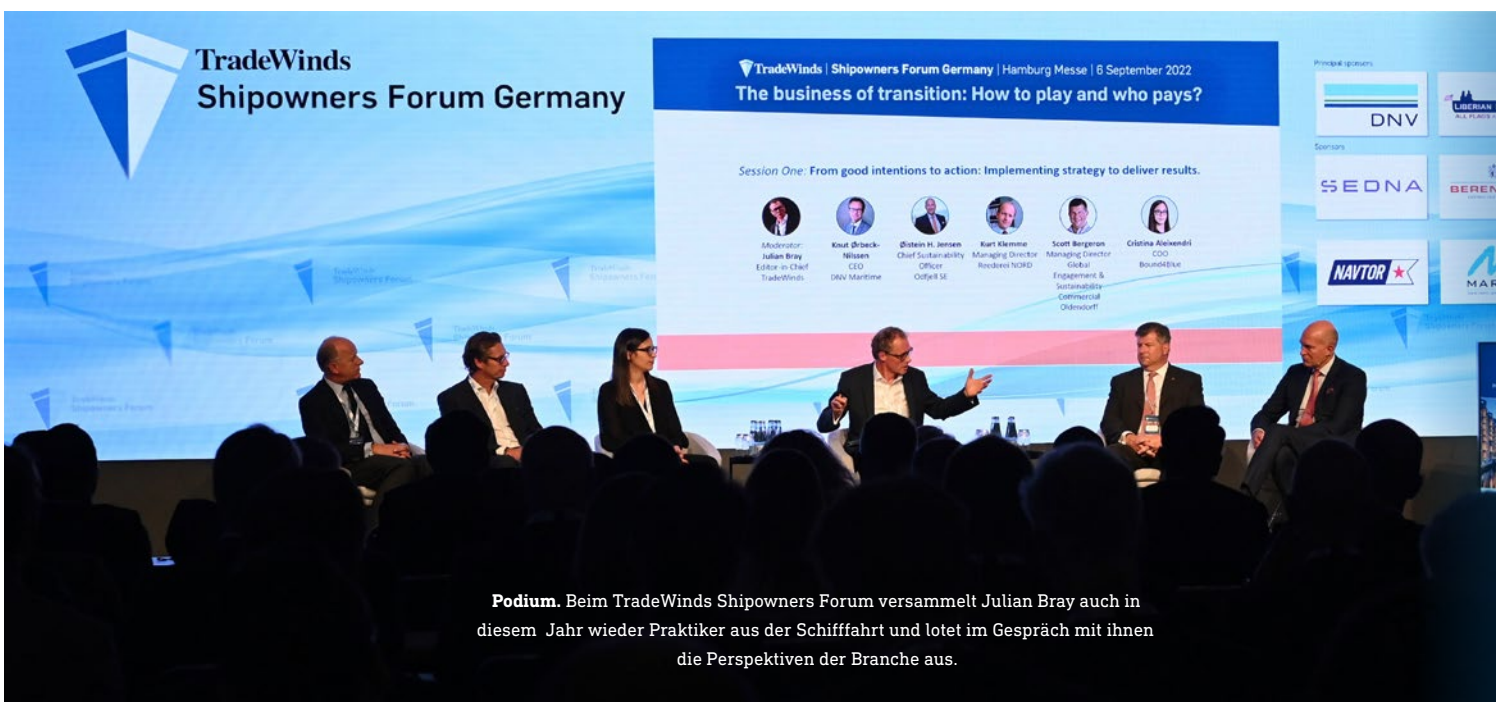 TradeWinds
Shipowners Forum Germany
TradeWinds | Shipowners Forum Germany | Hamburg Messe | 6 September 2022
The business of transition: How to play and who pays?
Session One: From good intentions to action: Implementing strategy to deliver results.
Moderator:
Julian Bray
Editor-in-Chief
TradeWinds
Knut Ørbeck-
Nilssen
CEO
DNV Maritime
Øistein H. Jensen
Chief Sustainability
Officer
Odfjell SE
Kurt Klemme
Managing Director
Reederei NORD
Scott Bergeron
Managing Director
Global
Engagement &
Sustainability
Commercial
Oldendorff
Cristina Aleixendri
COO
Bound4Blue
Principal sponsors
DNV
LIBERIAN
Sponsors
SEDNA
BEREN
NAVTOR
MAR
Podium. Beim TradeWinds Shipowners Forum versammelt Julian Bray auch in
diesem Jahr wieder Praktiker aus der Schifffahrt und lotet im Gespräch mit ihnen
die Perspektiven der Branche aus.